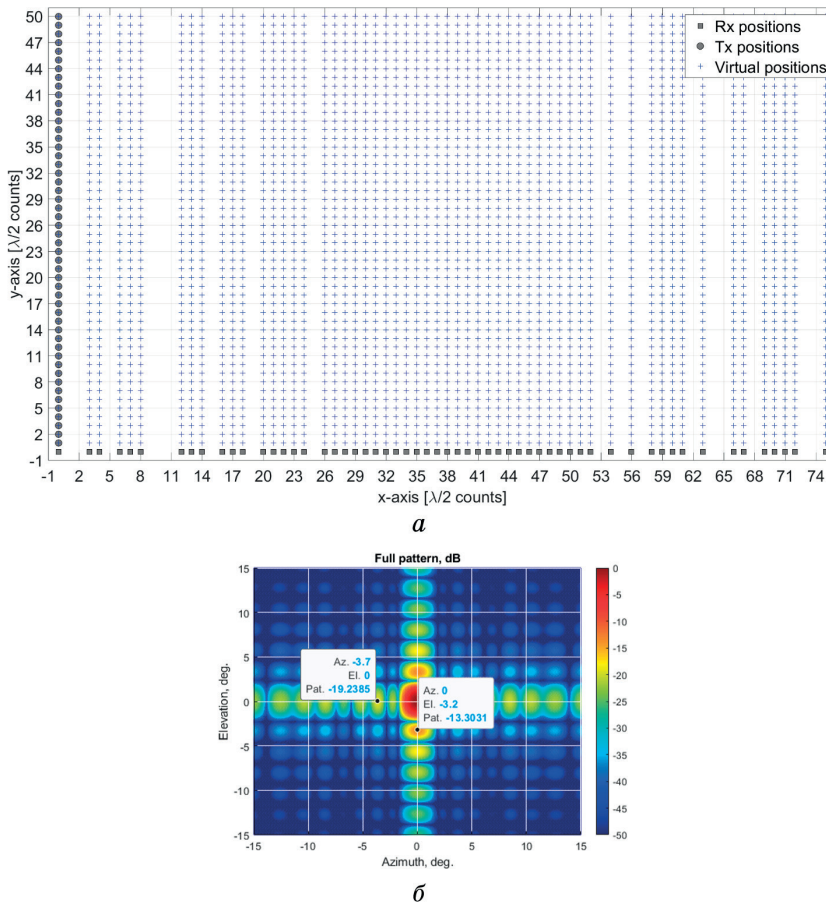 50
47
44
41
38
35
32
29
26
23
20
17
14
11
8
5
2
-1
y-axis [λ/2 counts]
Rx positions
Tx positions
Virtual positions
-1 2 5 8 11 14 17 20 23 26 29 32 35 38 41 44 47 50 53 56 59 62 65 68 71 74
x-axis [λ/2 counts]
а
Full pattern, dB
15
10
5
0
-5
-10
-15
Elevation, deg.
Az. -3.7
El. 0
Pat. -19.2385
Az. 0
El. -3.2
Pat. -13.3031
0
-5
-10
-15
-20
-25
-30
-35
-40
-45
-50
-15 -10 -5 0 5 10 15
Azimuth, deg.
б